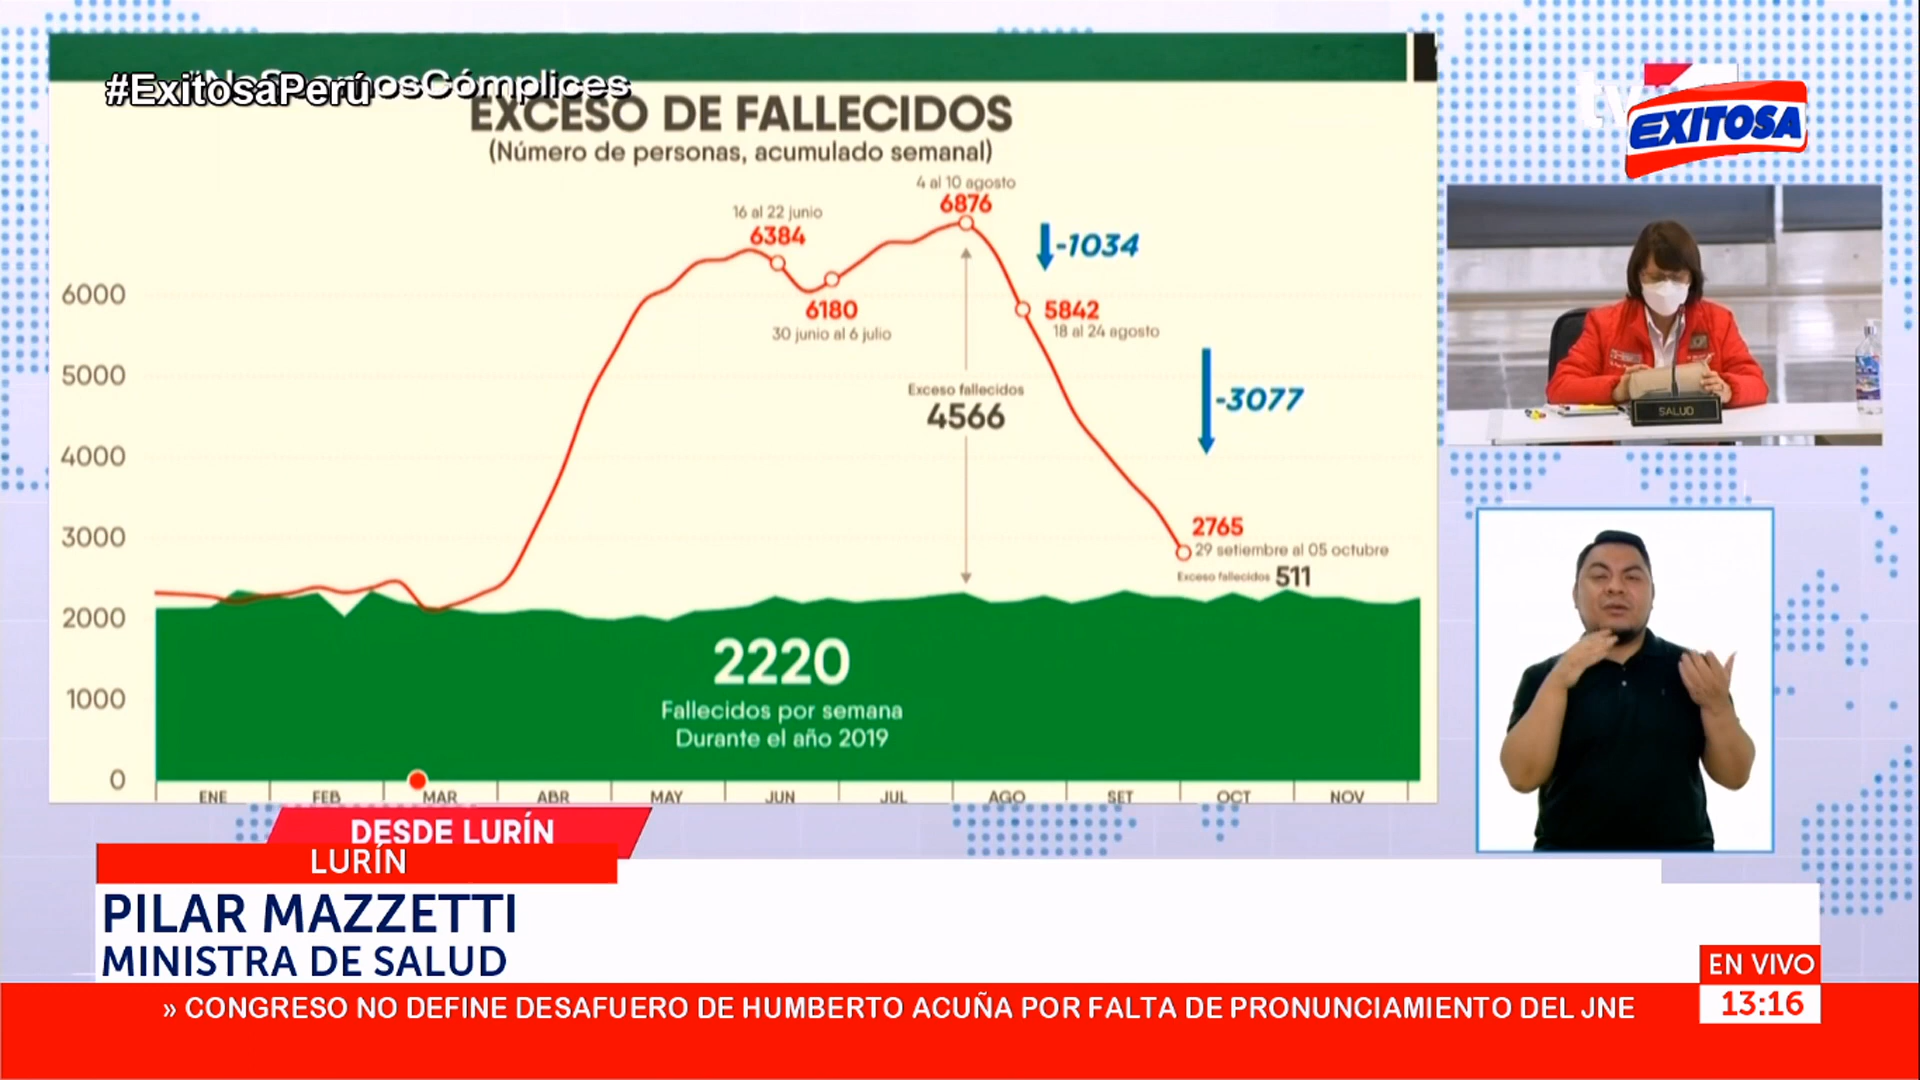 #ExitosaPerú
EXCESO DE FALLECIDOS
(Número de personas, acumulado semanal)
EXITOSA
4 al 10 agosto
6876
16 al 22 junio
6384
-1034
6180
30 junio al 6 julio
5842
18 al 24 agosto
Exceso fallecidos
4566
-3077
2765
29 setiembre al 05 octubre
Exceso fallecidos 511
6000
5000
4000
3000
2000
1000
0
2220
Fallecidos por semana
Durante el año 2019
ENE FEB MAR ABR MAY JUN JUL AGO SET OCT NOV
SALUD
DESDE LURÍN
LURÍN
PILAR MAZZETTI
MINISTRA DE SALUD
EN VIVO
13:16
» CONGRESO NO DEFINE DESAFUERO DE HUMBERTO ACUÑA POR FALTA DE PRONUNCIAMIENTO DEL JNE